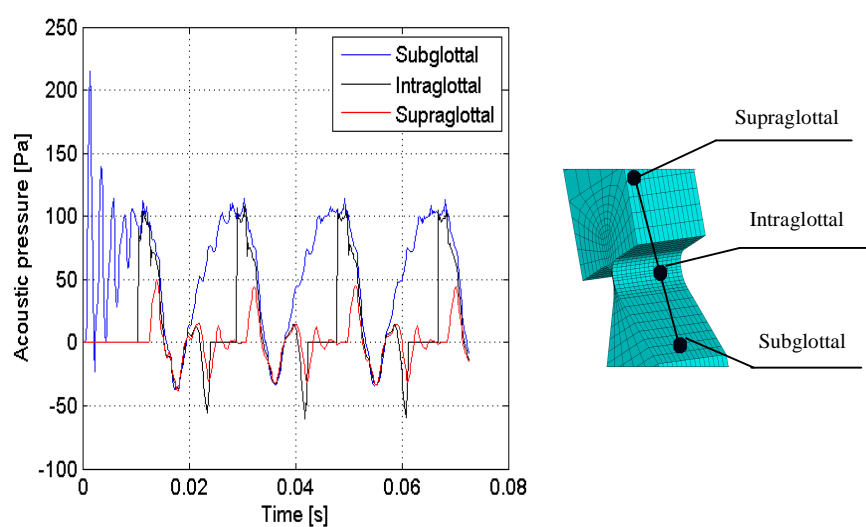 250
200
150
100
50
0
-50
-100
Acoustic pressure [Pa]
0
0.02
0.04
0.06
0.08
Time [s]
Subglottal
Intraglottal
Supraglottal
Supraglottal
Intraglottal
Subglottal